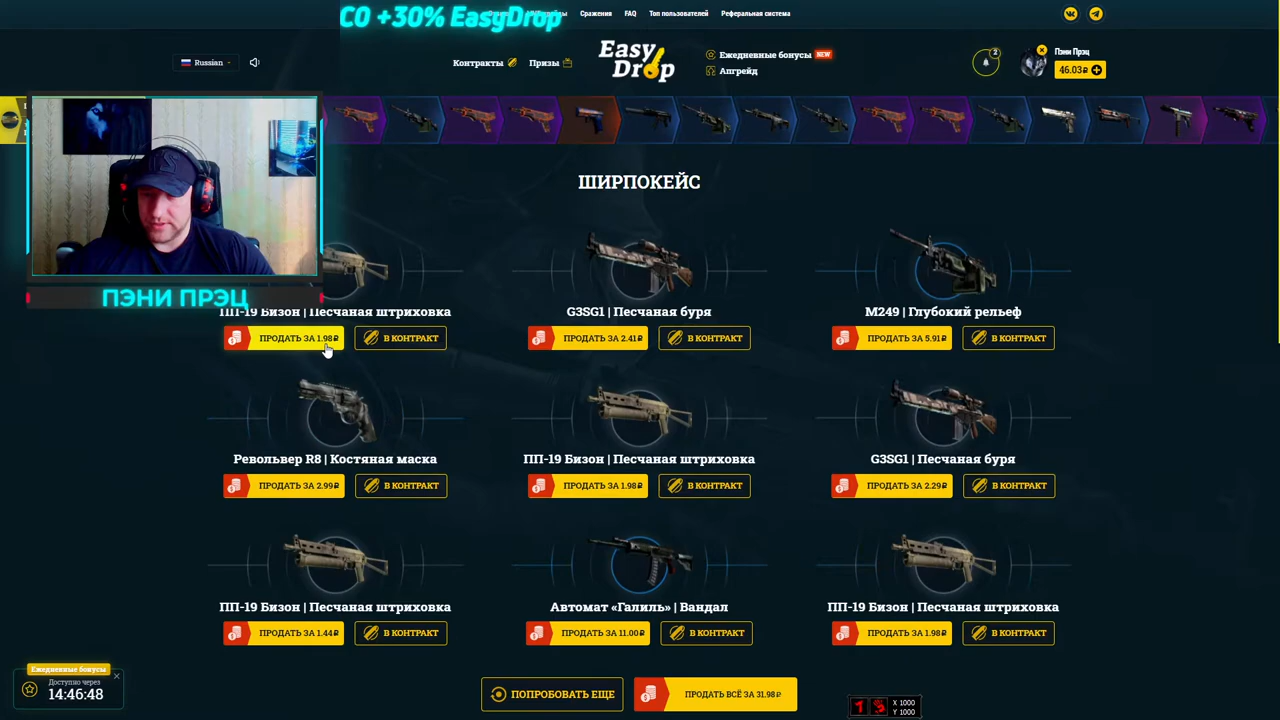 СО +30% EasyDrop
Сражения
FAQ
Топ пользователей
Реферальная система
Russian
Контракты
Призы
Easy
Drop
Ежедневные бонусы NEW
Апгрейд
2
Пэни Прэц
46.03₽
ШИРПОКЕЙС
ПЭНИ ПРЭЦ
ПП-19 Бизон | Песчаная штриховка
G3SG1 | Песчаная буря
M249 | Глубокий рельеф
ПРОДАТЬ ЗА 1.98₽
В КОНТРАКТ
ПРОДАТЬ ЗА 2.41₽
В КОНТРАКТ
ПРОДАТЬ ЗА 5.91₽
В КОНТРАКТ
Револьвер R8 | Костяная маска
ПП-19 Бизон | Песчаная штриховка
G3SG1 | Песчаная буря
ПРОДАТЬ ЗА 2.99₽
В КОНТРАКТ
ПРОДАТЬ ЗА 1.98₽
В КОНТРАКТ
ПРОДАТЬ ЗА 2.29₽
В КОНТРАКТ
ПП-19 Бизон | Песчаная штриховка
Автомат «Галиль» | Вандал
ПП-19 Бизон | Песчаная штриховка
ПРОДАТЬ ЗА 1.44₽
В КОНТРАКТ
ПРОДАТЬ ЗА 11.00₽
В КОНТРАКТ
ПРОДАТЬ ЗА 1.98₽
В КОНТРАКТ
Ежедневные бонусы
Доступно через
14:46:48
ПОПРОБОВАТЬ ЕЩЕ
ПРОДАТЬ ВСЁ ЗА 31.98₽
X 1000
Y 1000